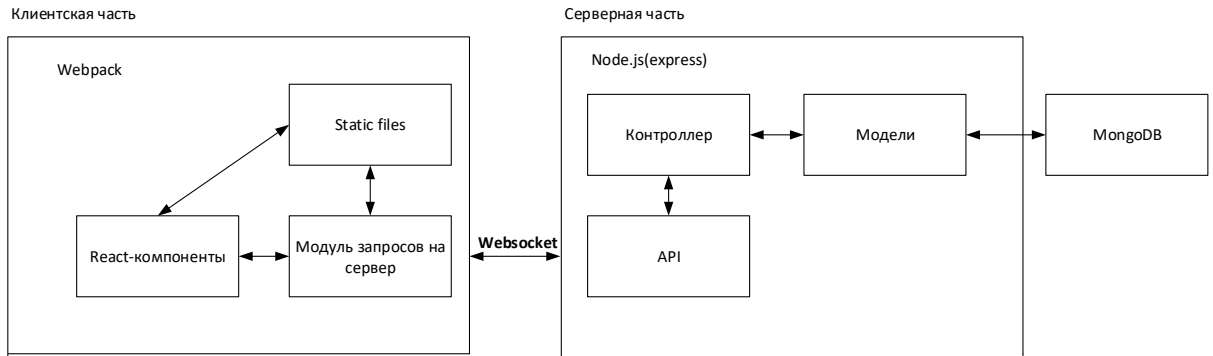 Клиентская часть
Серверная часть
Webpack
Node.js(express)
Static files
Контроллер
Модели
MongoDB
React-компоненты
Модуль запросов на
сервер
Websocket
API